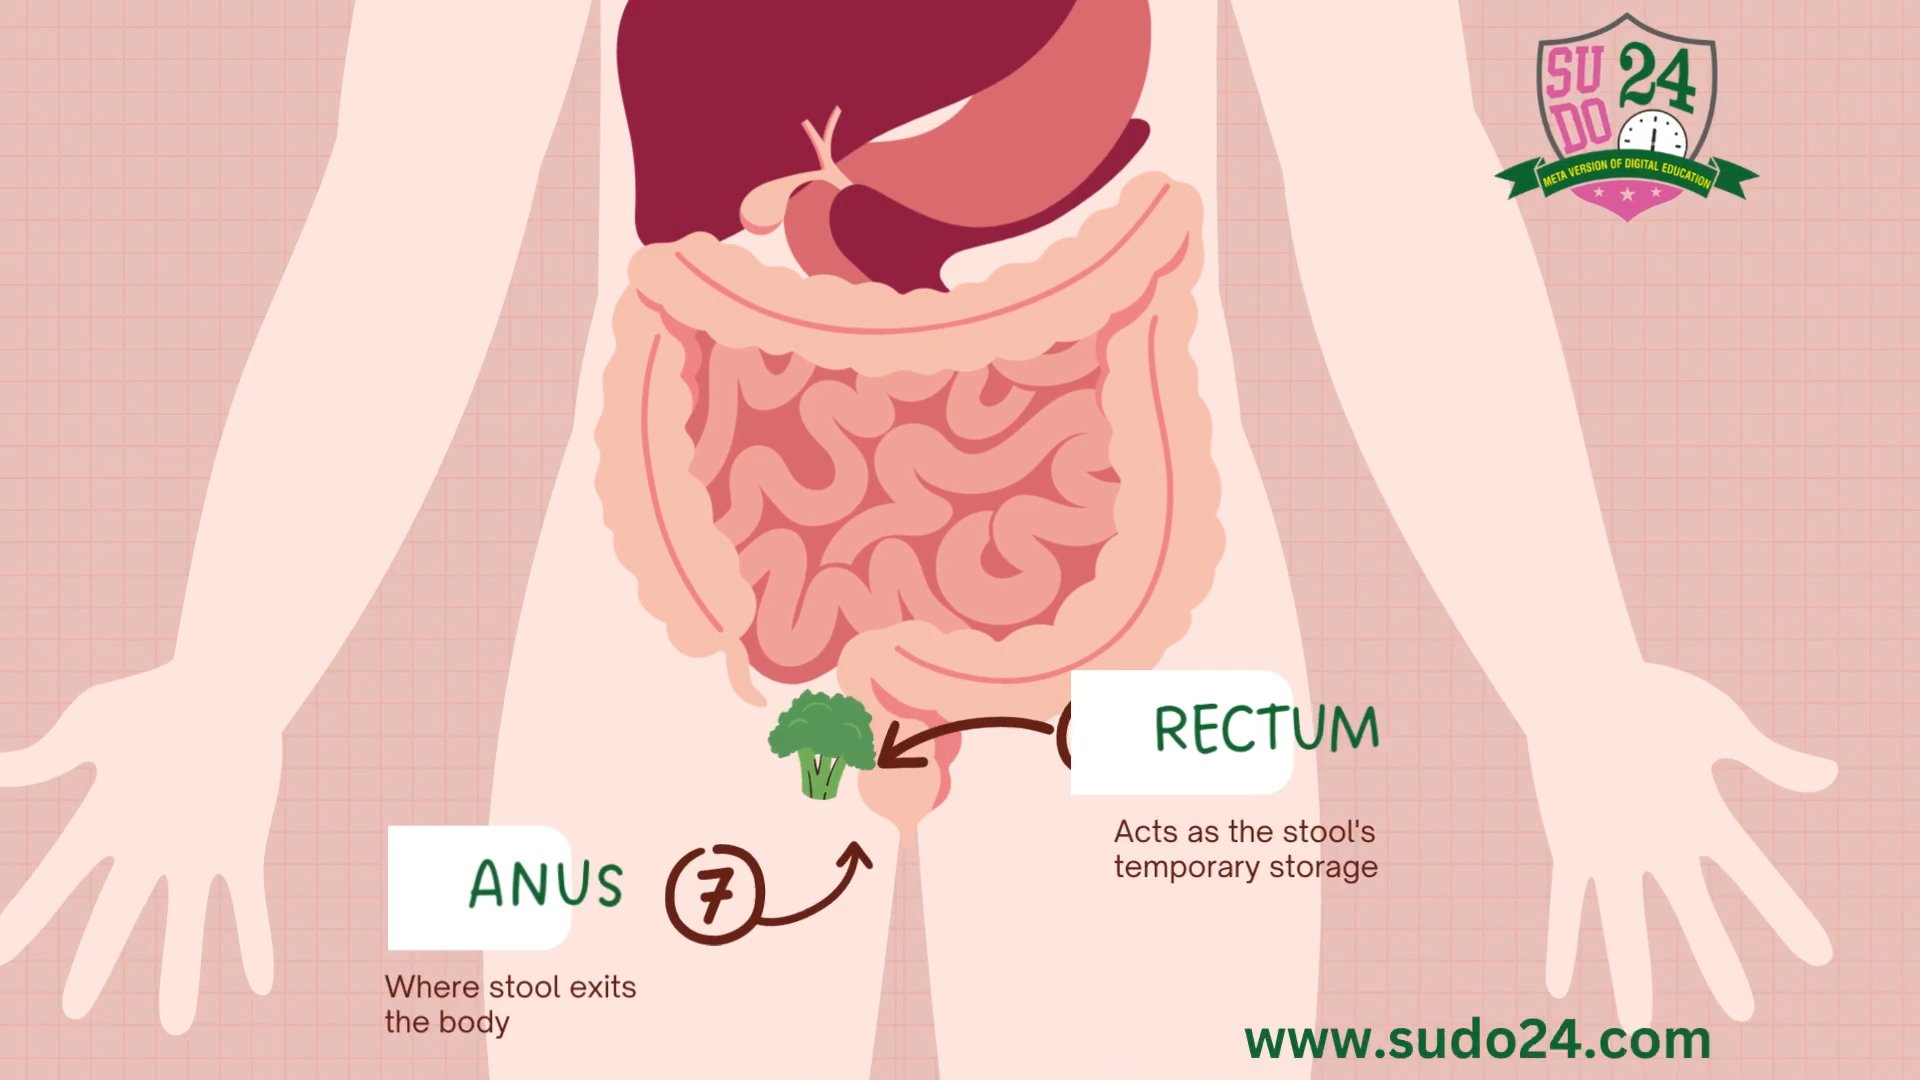 SU
DO
24
META VERSION OF DIGITAL EDUCATION
RECTUM
Acts as the stool's
temporary storage
ANUS
7
Where stool exits
the body
www.sudo24.com